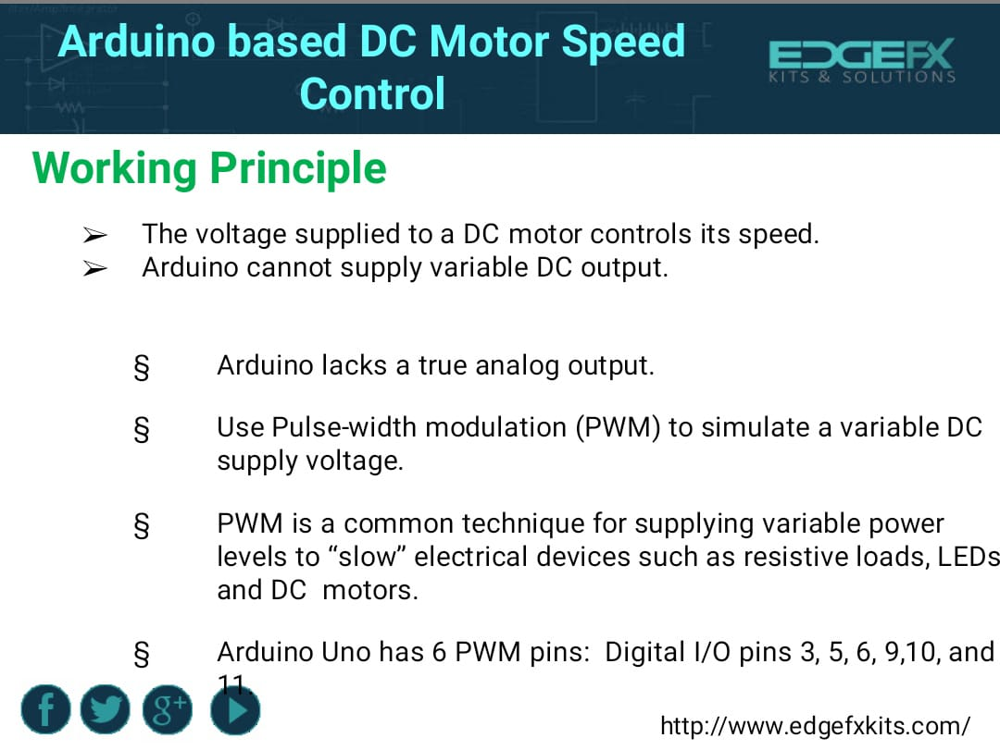 Arduino based DC Motor Speed
Control
EDGEFX
KITS & SOLUTIONS
Working Principle
➢ The voltage supplied to a DC motor controls its speed.
➢ Arduino cannot supply variable DC output.
§ Arduino lacks a true analog output.
§ Use Pulse-width modulation (PWM) to simulate a variable DC
supply voltage.
§ PWM is a common technique for supplying variable power
levels to “slow” electrical devices such as resistive loads, LEDs
and DC  motors.
§ Arduino Uno has 6 PWM pins:  Digital I/O pins 3, 5, 6, 9,10, and
11.
f g+
http://www.edgefxkits.com/